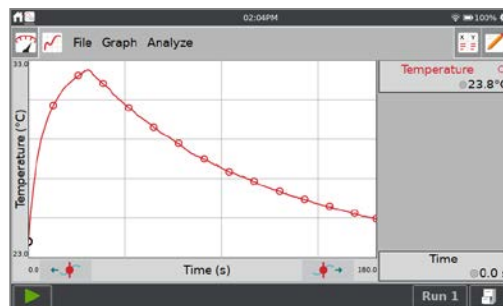 02:04PM
100%
File Graph Analyze
X Y
33.0
Temperature
23.8°C
Temperature (°C)
23.0
0.0
Time (s)
180.0
Time
0.0 s
Run 1